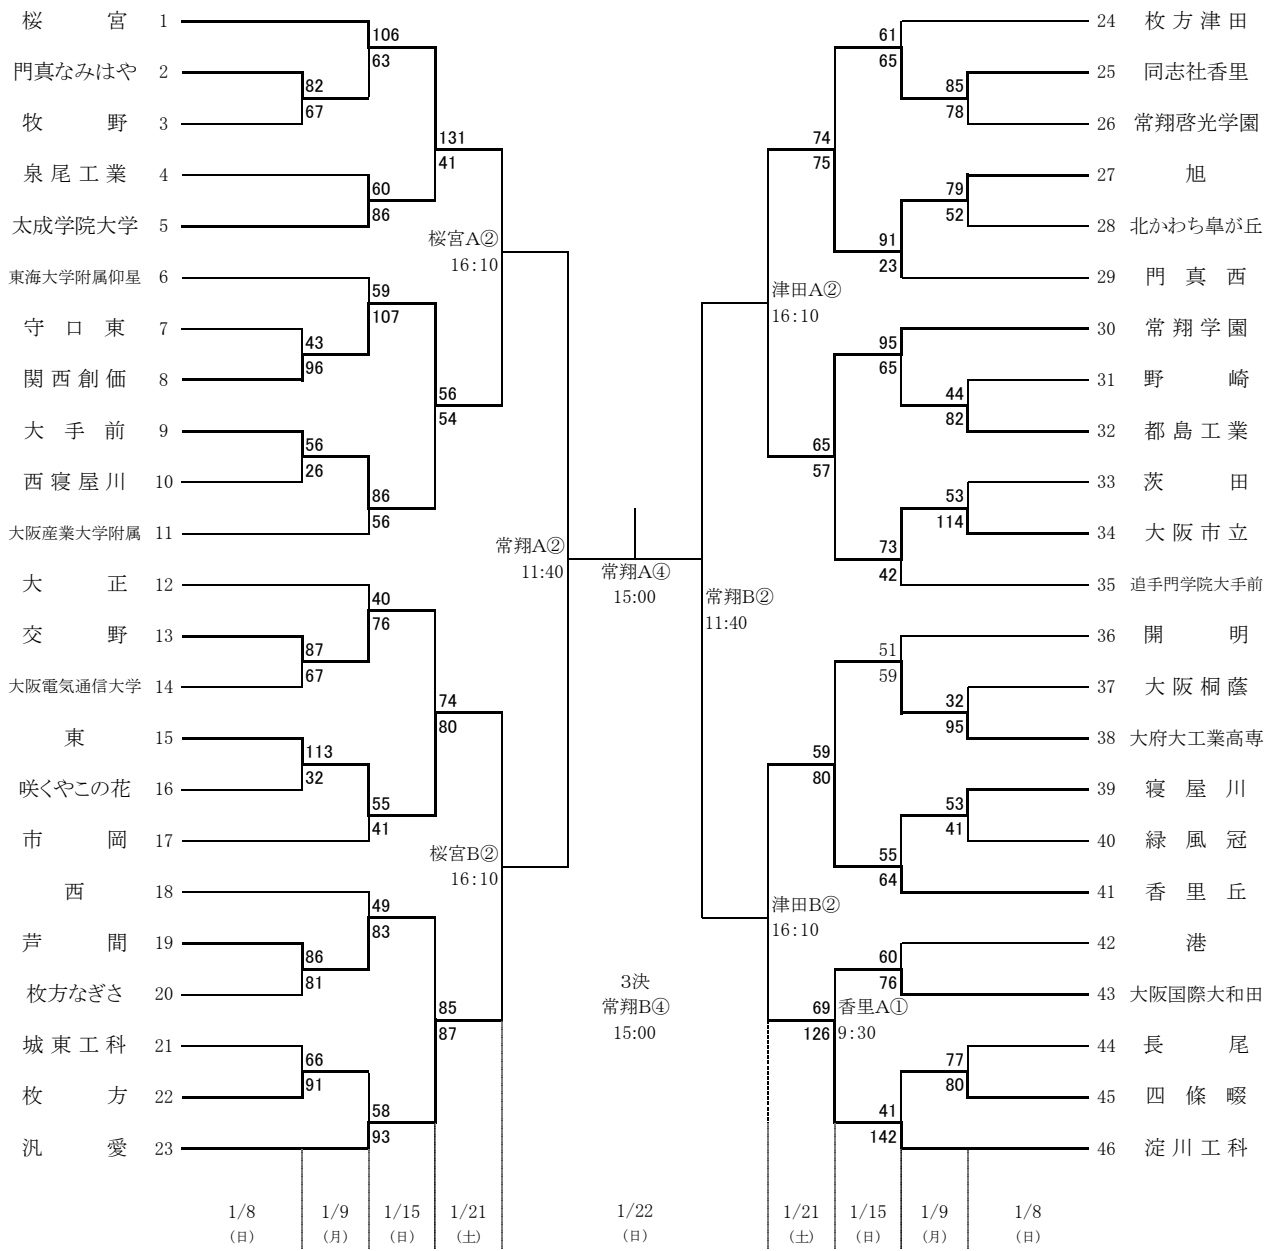 桜宮 1
門真なみはや 2
牧野 3
泉尾工業 4
太成学院大学 5
東海大学附属仰星 6
守口東 7
関西創価 8
大手前 9
西寝屋川 10
大阪産業大学附属 11
大正 12
交野 13
大阪電気通信大学 14
東 15
咲くやこの花 16
市岡 17
西 18
芦間 19
枚方なぎさ 20
城東工科 21
枚方 22
汎愛 23
82
67
43
96
56
26
87
67
113
32
86
81
66
91
106
63
60
86
59
107
86
56
40
76
55
41
49
83
58
93
131
41
56
54
74
80
85
87
桜宮A②
16:10
桜宮B②
16:10
常翔A②
11:40
常翔A④
15:00
3決
常翔B④
15:00
常翔B②
11:40
津田A②
16:10
津田B②
16:10
74
75
65
57
59
80
69
126
香里A①
9:30
61
65
91
23
95
65
73
42
51
59
55
64
60
76
41
142
85
78
79
52
44
82
53
114
32
95
53
41
77
80
24 枚方津田
25 同志社香里
26 常翔啓光学園
27 旭
28 北かわち皐が丘
29 門真西
30 常翔学園
31 野崎
32 都島工業
33 茨田
34 大阪市立
35 追手門学院大手前
36 開明
37 大阪桐蔭
38 大府大工業高専
39 寝屋川
40 緑風冠
41 香里丘
42 港
43 大阪国際大和田
44 長尾
45 四條畷
46 淀川工科
1/8 1/9 1/15 1/21 1/22 1/21 1/15 1/9 1/8
(日) (月) (日) (土) (日) (土) (日) (月) (日)